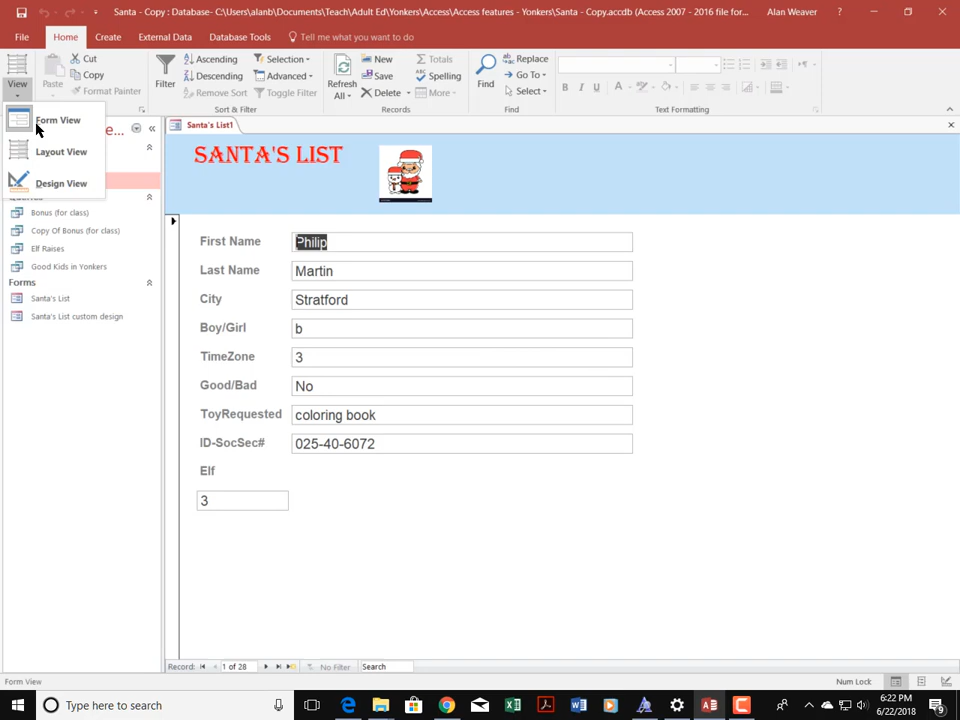 Santa - Copy : Database- C:\Users\alanb\Documents\Teach\Adult Ed\Yonkers\Access\Access features - Yonkers\Santa - Copy.accdb (Access 2007 - 2016 file for... Alan Weaver ?
File Home Create External Data Database Tools Tell me what you want to do
View
Paste
Cut
Copy
Format Painter
Filter
Ascending
Descending
Remove Sort
Selection
Advanced
Toggle Filter
Sort & Filter
Refresh All
New
Save
Delete
Totals
Spelling
More
Records
Find
Replace
Go To
Select
Find
B I U A
Text Formatting
Form View
Layout View
Design View
e...
Bonus (for class)
Copy Of Bonus (for class)
Elf Raises
Good Kids in Yonkers
Forms
Santa's List
Santa's List custom design
Santa's List1
SANTA'S LIST
First Name Philip
Last Name Martin
City Stratford
Boy/Girl b
TimeZone 3
Good/Bad No
ToyRequested coloring book
ID-SocSec# 025-40-6072
Elf
3
Record: 1 of 28 No Filter Search
Form View Num Lock
Type here to search
6:22 PM
6/22/2018
9